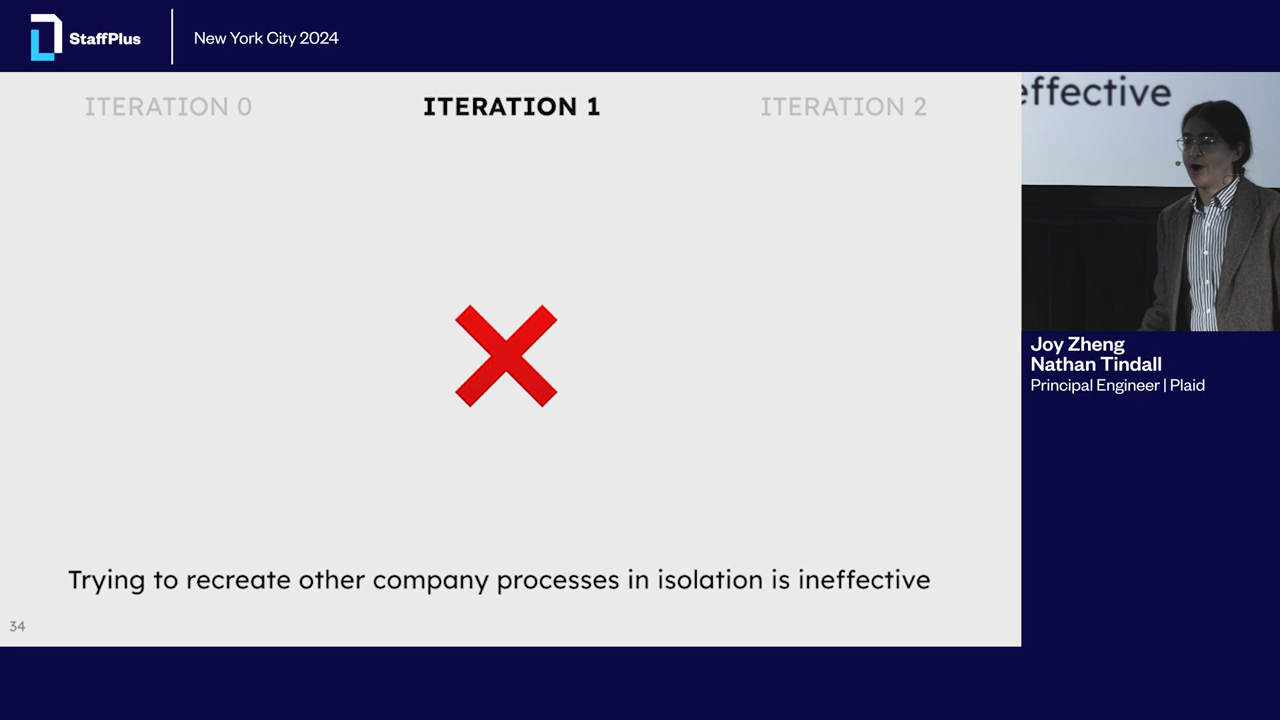 StaffPlus
New York City 2024
ITERATION 0
ITERATION 1
ITERATION 2
effective
Joy Zheng
Nathan Tindall
Principal Engineer | Plaid
Trying to recreate other company processes in isolation is ineffective
34